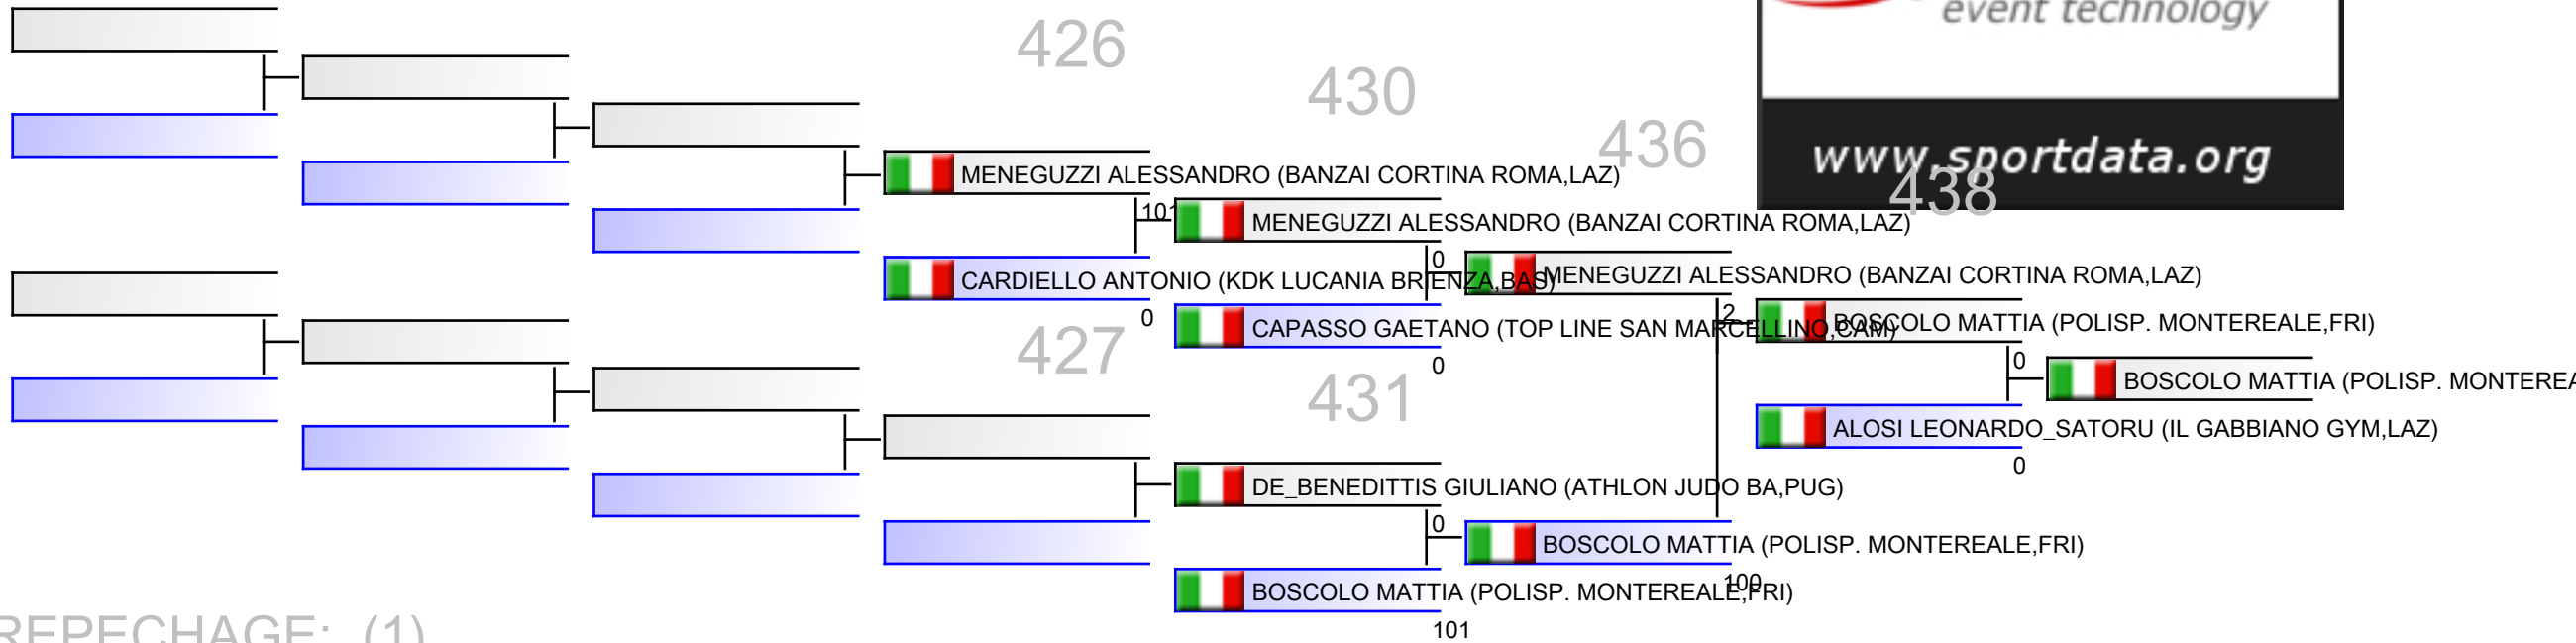 event technology
426
430
436
www.sportdata.org
438
MENEGUZZI ALESSANDRO (BANZAI CORTINA ROMA,LAZ)
101
MENEGUZZI ALESSANDRO (BANZAI CORTINA ROMA,LAZ)
0
MENEGUZZI ALESSANDRO (BANZAI CORTINA ROMA,LAZ)
CARDIELLO ANTONIO (KDK LUCANIA BRIENZA,BAS)
0
2
BOSCOLO MATTIA (POLISP. MONTEREALE,FRI)
CAPASSO GAETANO (TOP LINE SAN MARCELLINO,CAM)
0
427
0
BOSCOLO MATTIA (POLISP. MONTEREA
431
ALOSI LEONARDO_SATORU (IL GABBIANO GYM,LAZ)
0
DE_BENEDITTIS GIULIANO (ATHLON JUDO BA,PUG)
0
BOSCOLO MATTIA (POLISP. MONTEREALE,FRI)
100
BOSCOLO MATTIA (POLISP. MONTEREALE,FRI)
101
REPECHAGE: (1)